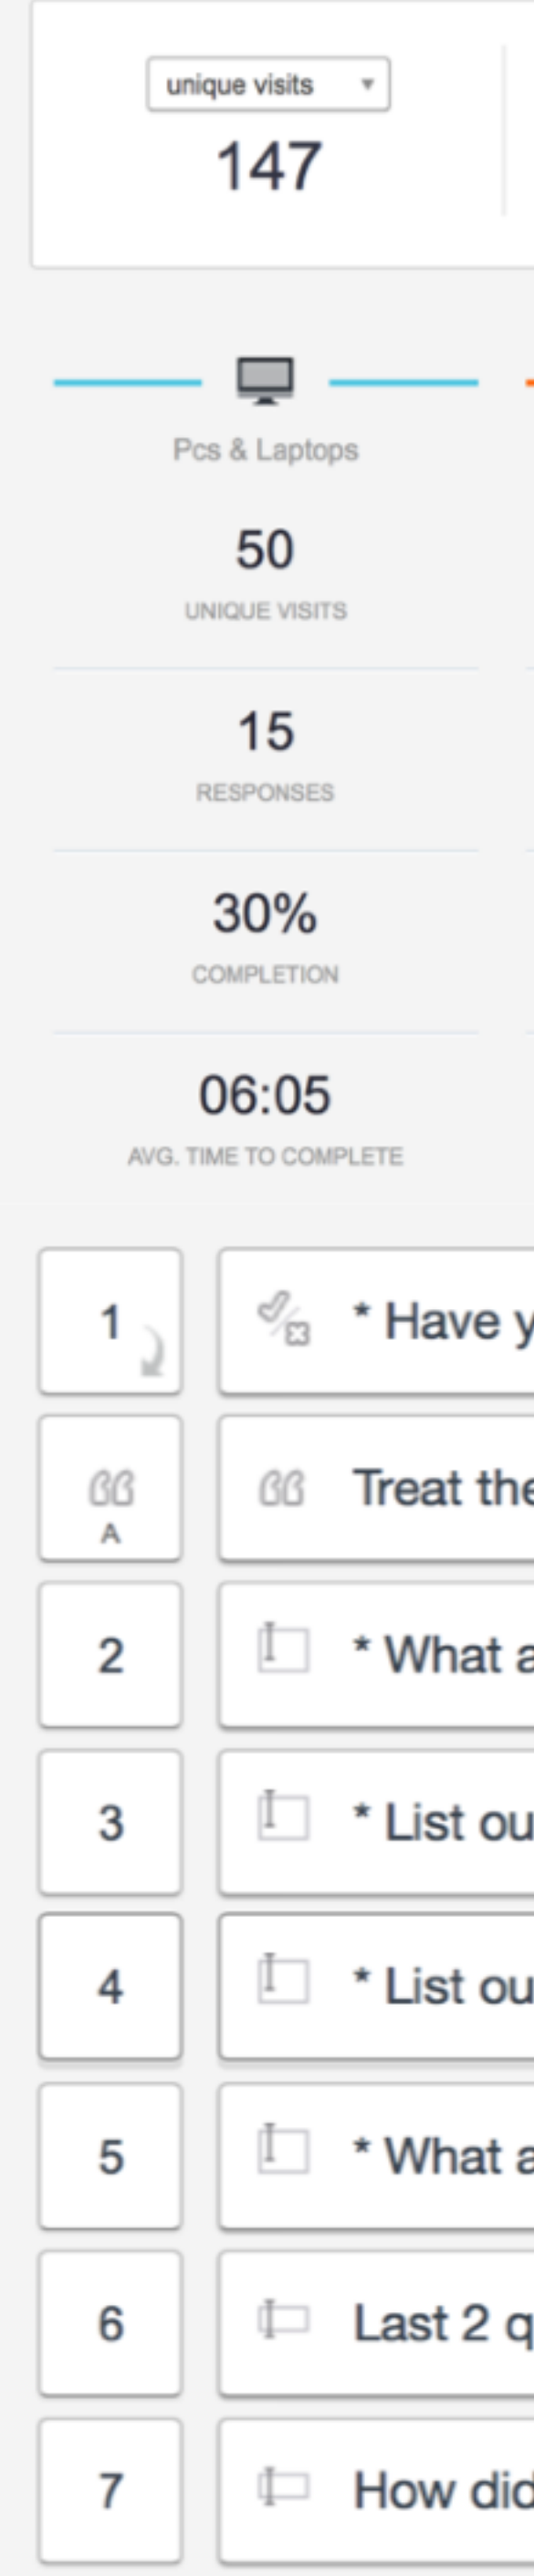 unique visits
147
Pcs & Laptops
50
UNIQUE VISITS
15
RESPONSES
30%
COMPLETION
06:05
AVG. TIME TO COMPLETE
1 * Have y
A Treat the
2 * What a
3 * List ou
4 * List ou
5 * What a
6 Last 2 q
7 How did